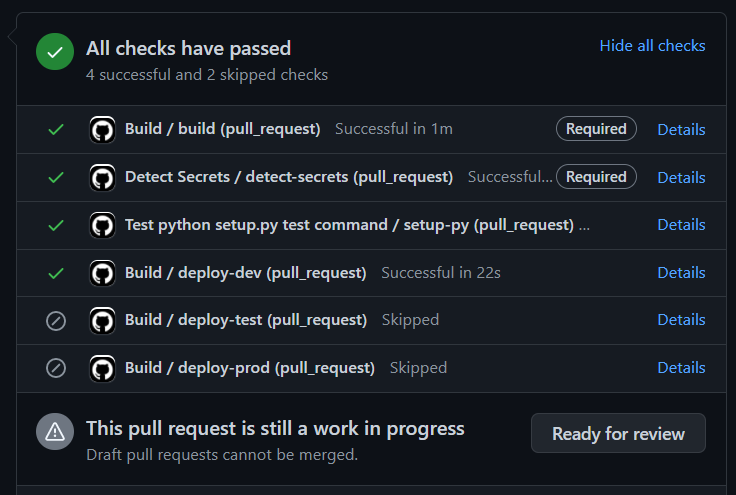 All checks have passed
Hide all checks
4 successful and 2 skipped checks
Build / build (pull_request) Successful in 1m Required Details
Detect Secrets / detect-secrets (pull_request) Successful... Required Details
Test python setup.py test command / setup-py (pull_request) ... Details
Build / deploy-dev (pull_request) Successful in 22s Details
Build / deploy-test (pull_request) Skipped Details
Build / deploy-prod (pull_request) Skipped Details
This pull request is still a work in progress
Ready for review
Draft pull requests cannot be merged.